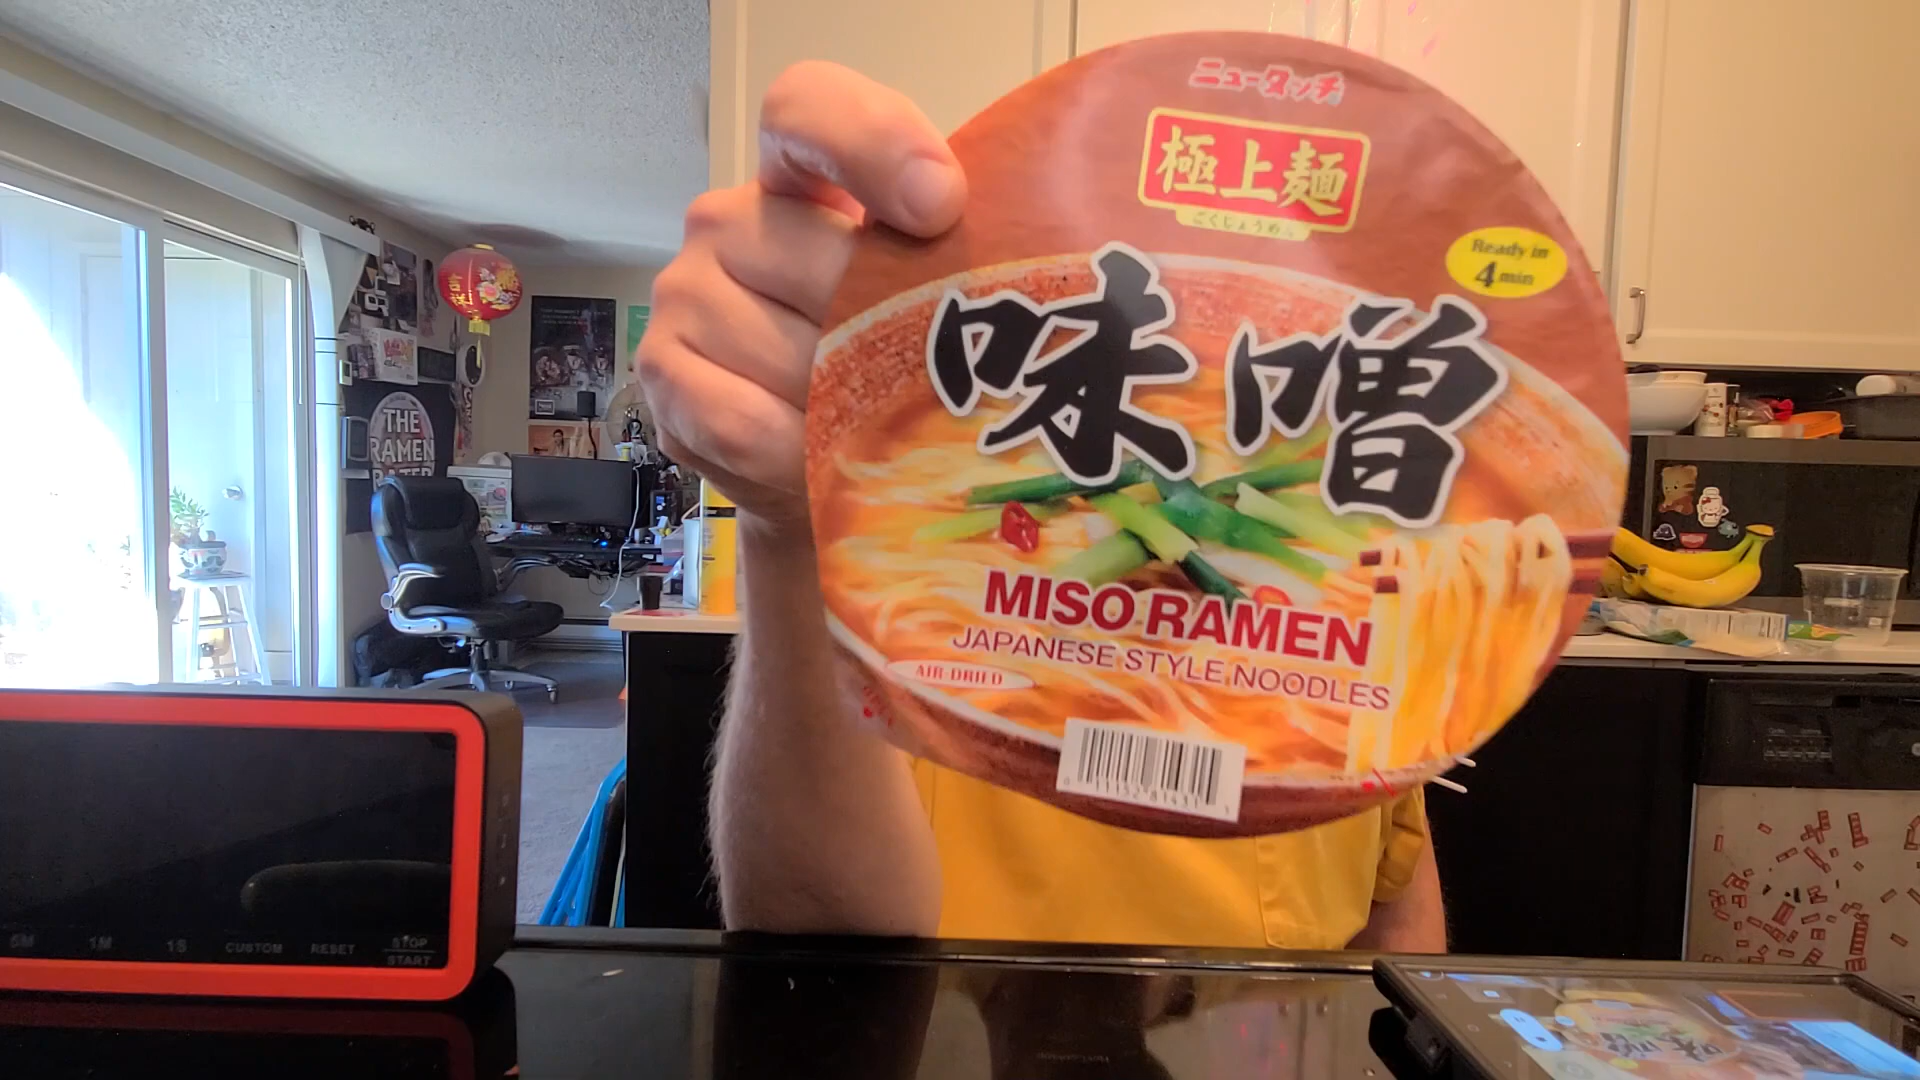 ニュータッチ
極上麺
ごくじょうめん
Ready in
4 min
味噌
MISO RAMEN
JAPANESE STYLE NOODLES
AIR-DRIED
THE
RAMEN
RATER
5M
1M
1S
CUSTOM
RESET
STOP
START